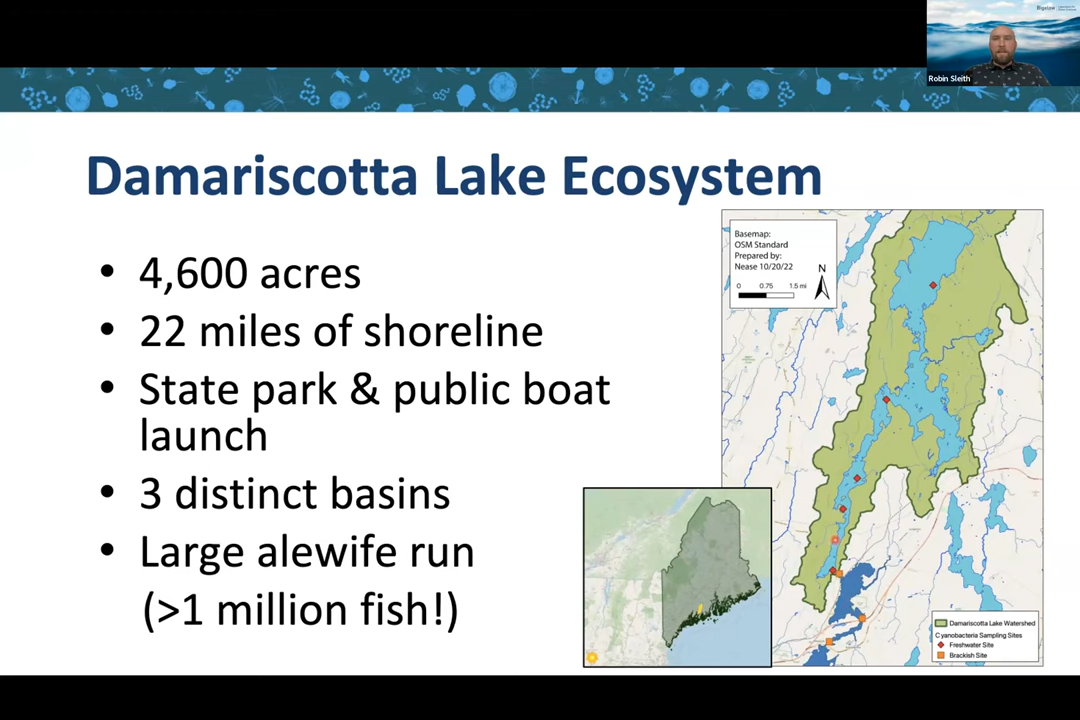 Bigelow
Robin Sleith
Damariscotta Lake Ecosystem
• 4,600 acres
• 22 miles of shoreline
• State park & public boat
launch
• 3 distinct basins
• Large alewife run
(>1 million fish!)
Basemap:
OSM Standard
Prepared by:
Nease 10/20/22
N
0 0.75 1.5 mi
Damariscotta Lake Watershed
Cyanobacteria Sampling Sites
Freshwater Site
Brackish Site